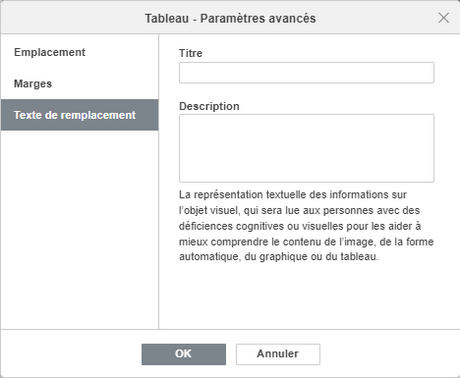 Tableau - Paramètres avancés
Emplacement
Marges
Texte de remplacement
Titre
Description
La représentation textuelle des informations sur
l'objet visuel, qui sera lue aux personnes avec des
déficiences cognitives ou visuelles pour les aider à
mieux comprendre le contenu de l'image, de la forme
automatique, du graphique ou du tableau.
OK
Annuler